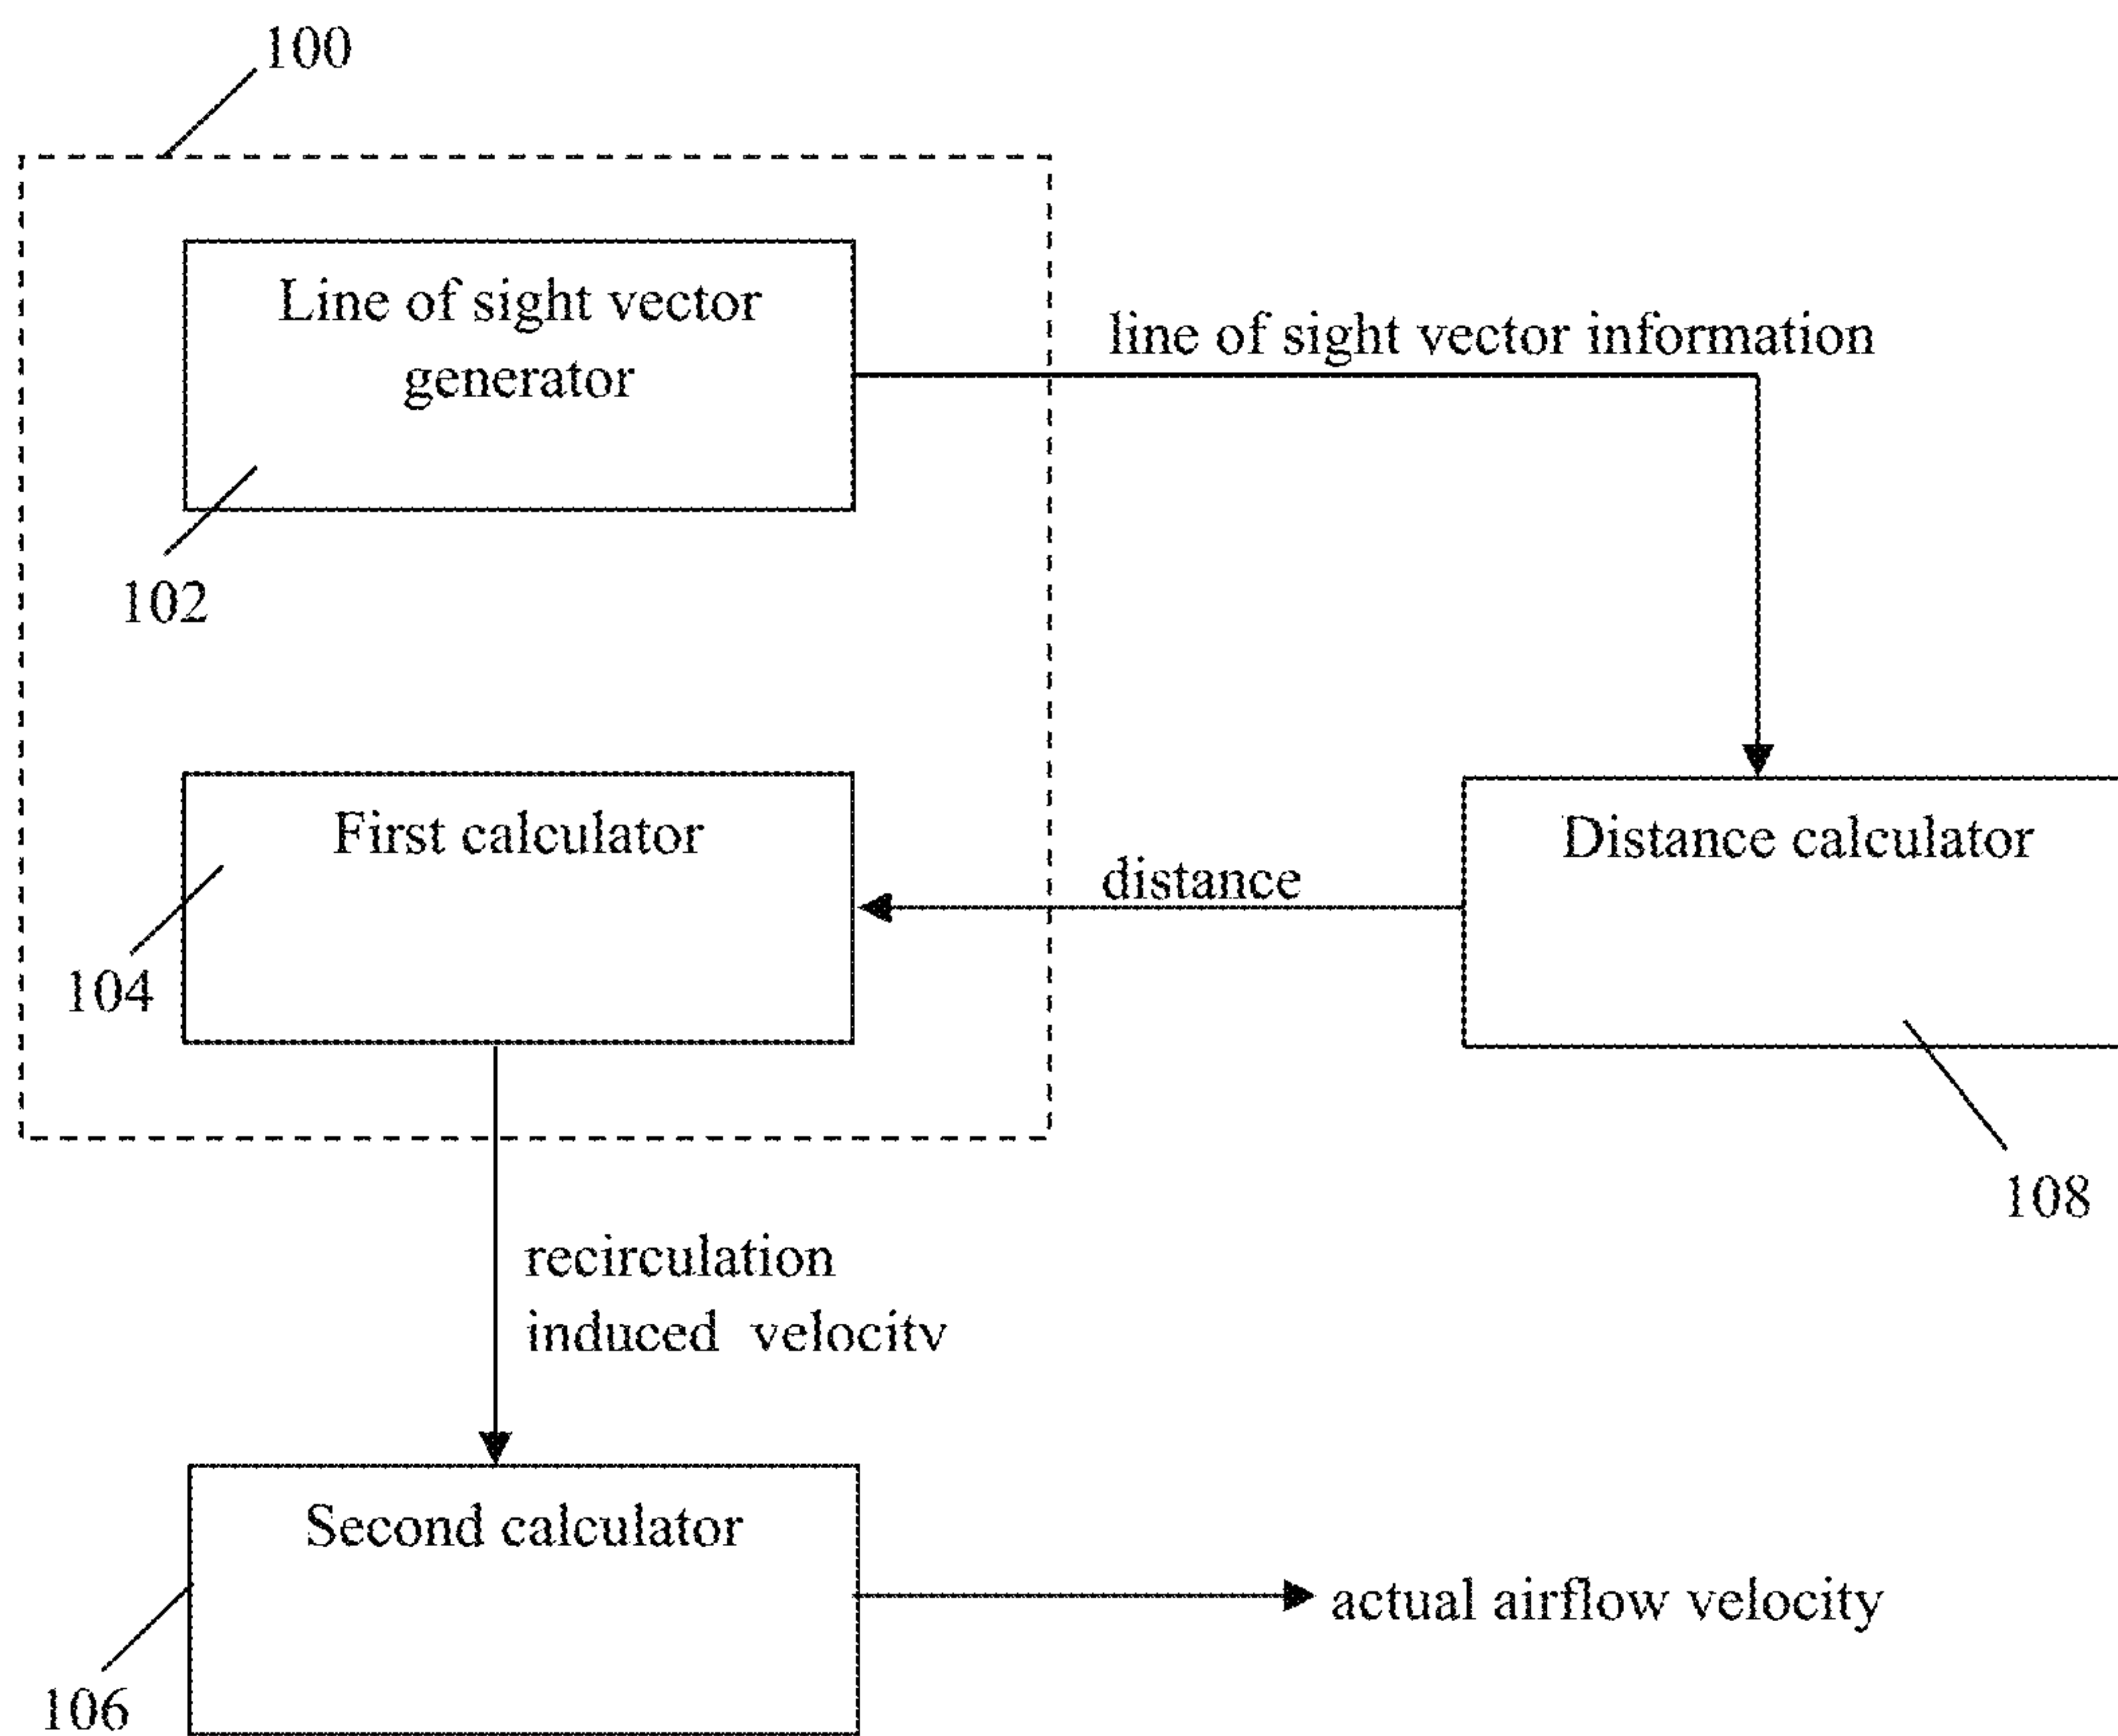 100
Line of sight vector
generator
line of sight vector information
102
First calculator
Distance calculator
distance
104
108
recirculation
induced velocity
Second calculator
actual airflow velocity
106